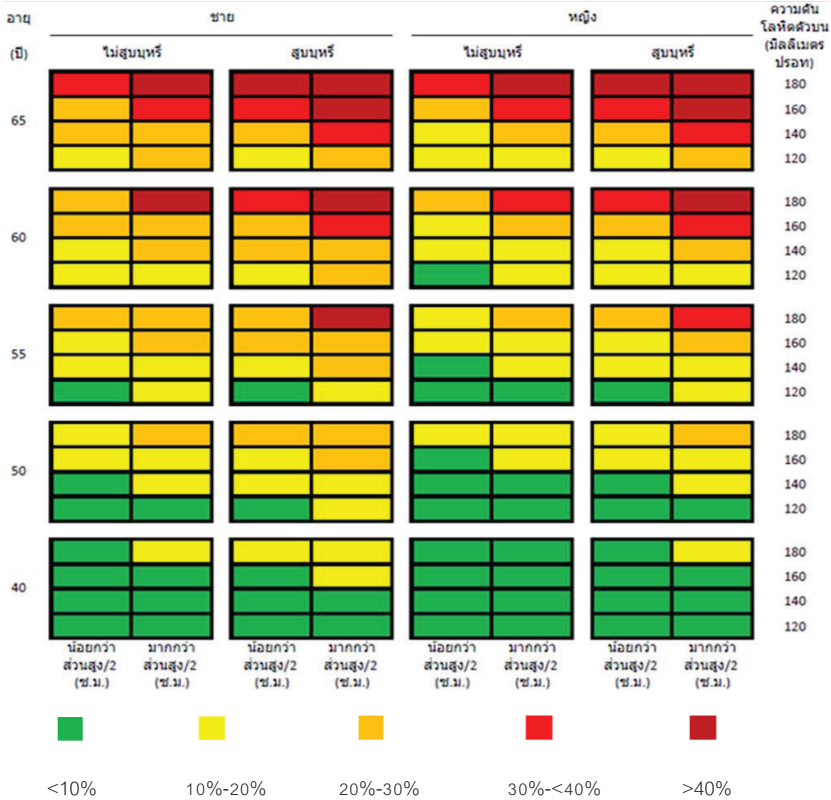 อายุ
(ปี)
ชาย
หญิง
ความดัน
โลหิตตัวบน
(มิลลิเมตร
ปรอท)
ไม่สูบบุหรี่
สูบบุหรี่
ไม่สูบบุหรี่
สูบบุหรี่
65
180
160
140
120
60
180
160
140
120
55
180
160
140
120
50
180
160
140
120
40
180
160
140
120
น้อยกว่า
ส่วนสูง/2
(ซ.ม.)
มากกว่า
ส่วนสูง/2
(ซ.ม.)
น้อยกว่า
ส่วนสูง/2
(ซ.ม.)
มากกว่า
ส่วนสูง/2
(ซ.ม.)
น้อยกว่า
ส่วนสูง/2
(ซ.ม.)
มากกว่า
ส่วนสูง/2
(ซ.ม.)
น้อยกว่า
ส่วนสูง/2
(ซ.ม.)
มากกว่า
ส่วนสูง/2
(ซ.ม.)
<10%
10%-20%
20%-30%
30%-<40%
>40%